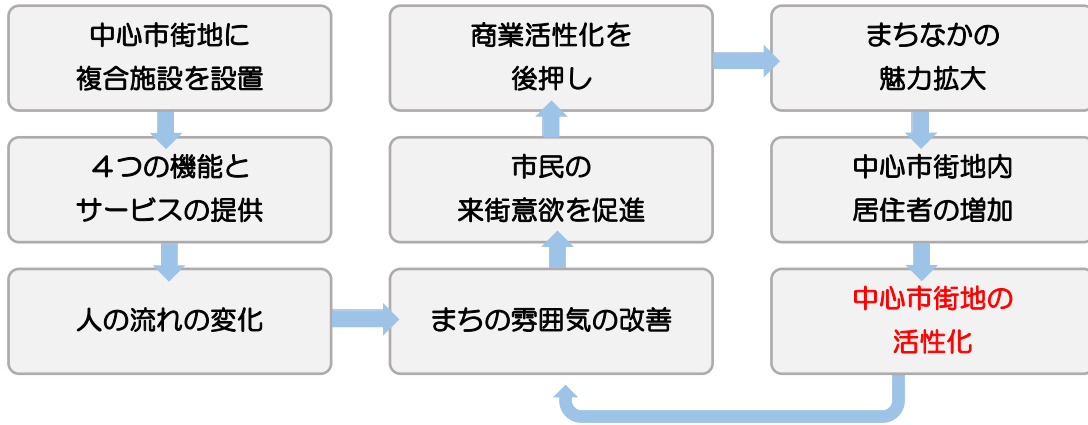 中心市街地に
複合施設を設置
４つの機能と
サービスの提供
人の流れの変化
まちの雰囲気の改善
市民の
来街意欲を促進
商業活性化を
後押し
まちなかの
魅力拡大
中心市街地内
居住者の増加
中心市街地の
活性化